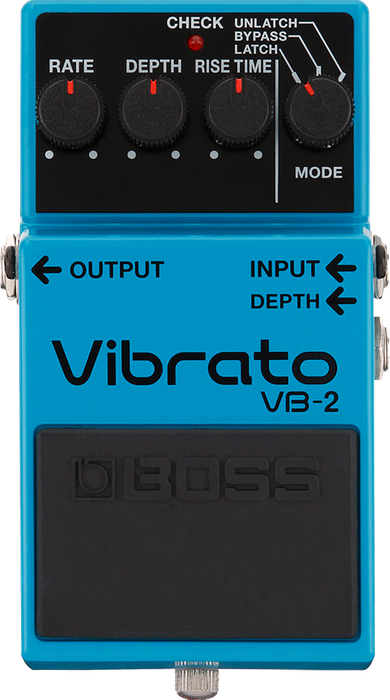 CHECK
UNLATCH
BYPASS
LATCH
RATE
DEPTH
RISE TIME
MODE
← OUTPUT
INPUT ←
DEPTH ←
Vibrato
VB-2
BOSS